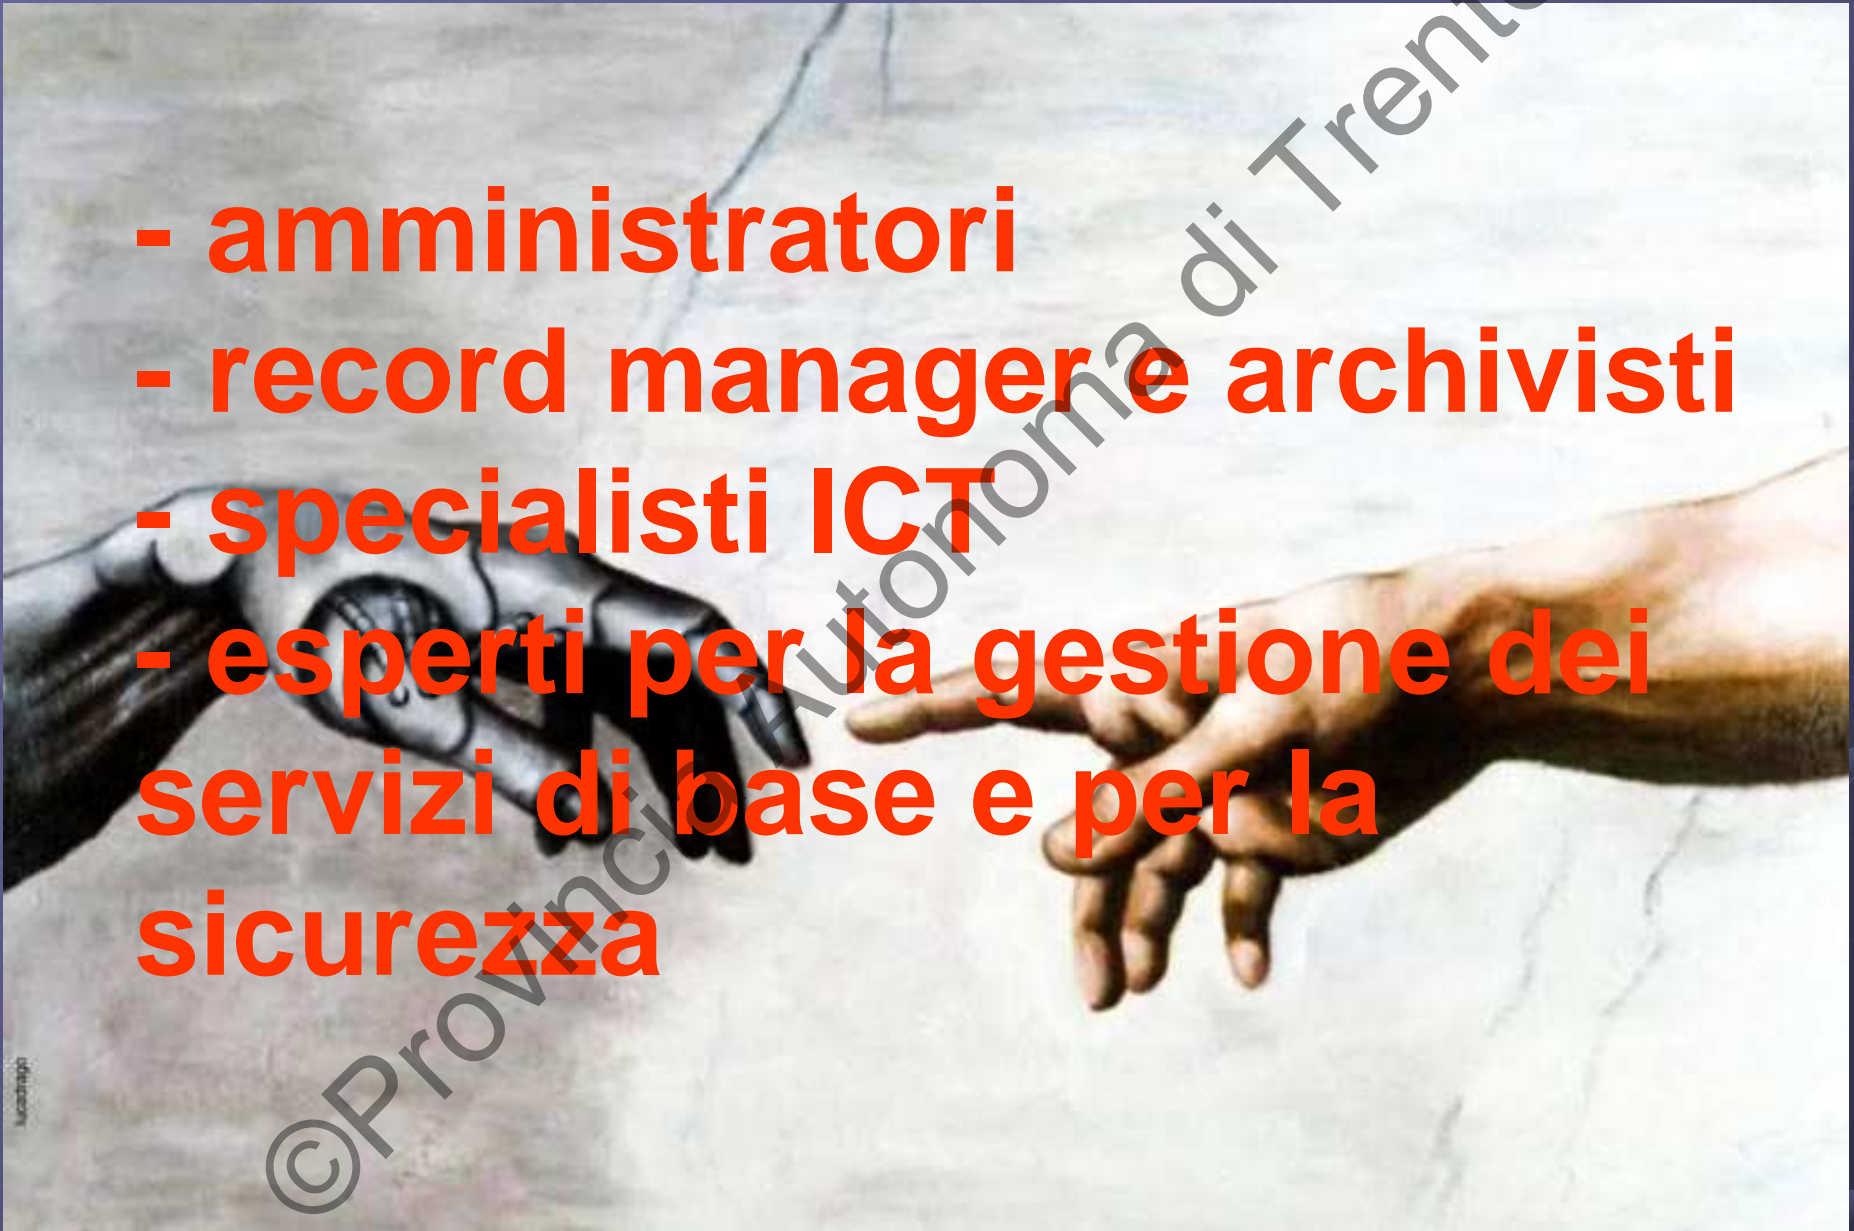 - amministratori
- record manager e archivisti
- specialisti ICT
- esperti per la gestione dei
servizi di base e per la
sicurezza
©Provincia Autonoma di Trento
lucadrago